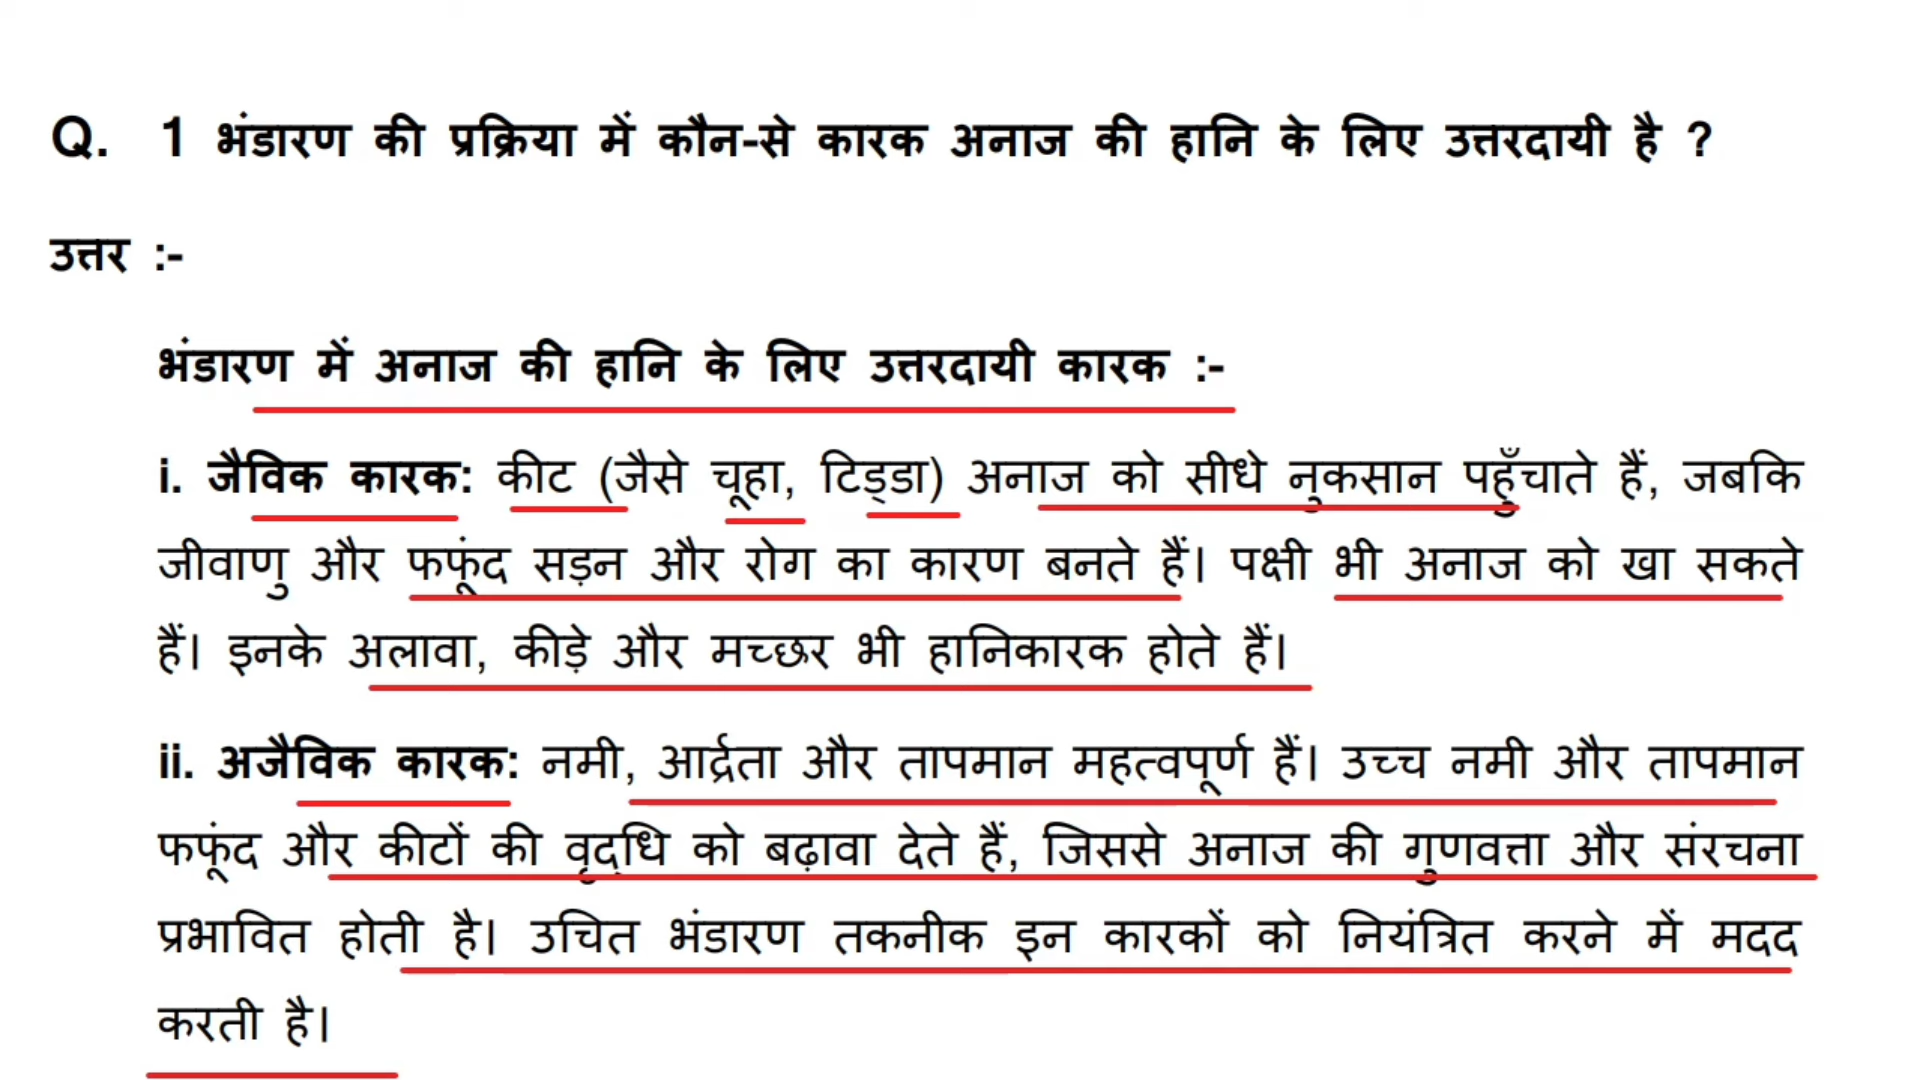 Q. 1 भंडारण की प्रक्रिया में कौन-से कारक अनाज की हानि के लिए उत्तरदायी है ?
उत्तर :-
भंडारण में अनाज की हानि के लिए उत्तरदायी कारक :-
i. जैविक कारक: कीट (जैसे चूहा, टिड्डा) अनाज को सीधे नुकसान पहुँचाते हैं, जबकि
जीवाणु और फफूंद सड़न और रोग का कारण बनते हैं। पक्षी भी अनाज को खा सकते
हैं। इनके अलावा, कीड़े और मच्छर भी हानिकारक होते हैं।
ii. अजैविक कारक: नमी, आर्द्रता और तापमान महत्वपूर्ण हैं। उच्च नमी और तापमान
फफूंद और कीटों की वृद्धि को बढ़ावा देते हैं, जिससे अनाज की गुणवत्ता और संरचना
प्रभावित होती है। उचित भंडारण तकनीक इन कारकों को नियंत्रित करने में मदद
करती है।